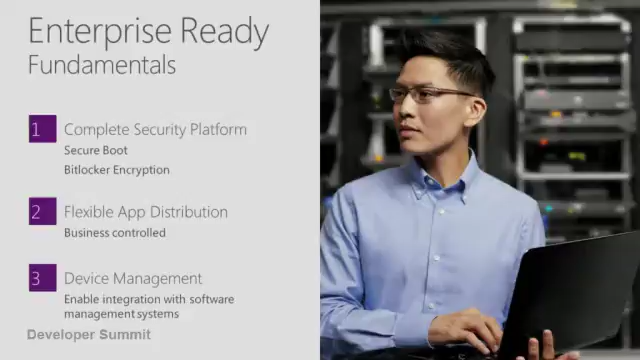 Enterprise Ready
Fundamentals
1 Complete Security Platform
Secure Boot
Bitlocker Encryption
2 Flexible App Distribution
Business controlled
3 Device Management
Enable integration with software
management systems
Developer Summit